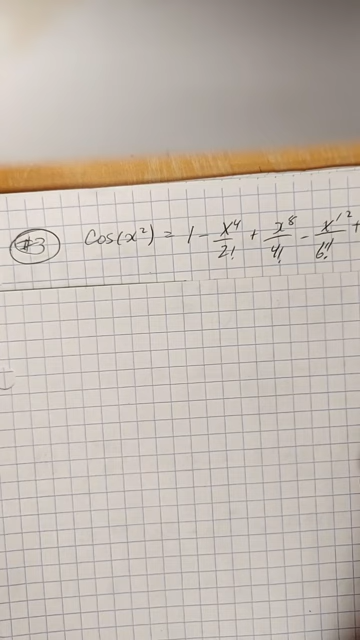 #3 Cos(x²) = 1 - x⁴/2! + x⁸/4! - x¹²/6! +